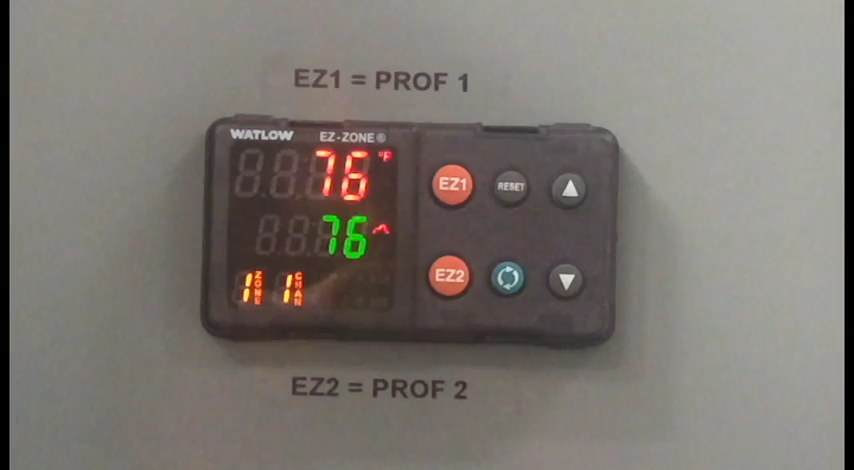 EZ1 = PROF 1
WATLOW EZ-ZONE®
76 °F
EZ1 RESET
76
EZ2
1 ZONE 1 CHAN
EZ2 = PROF 2